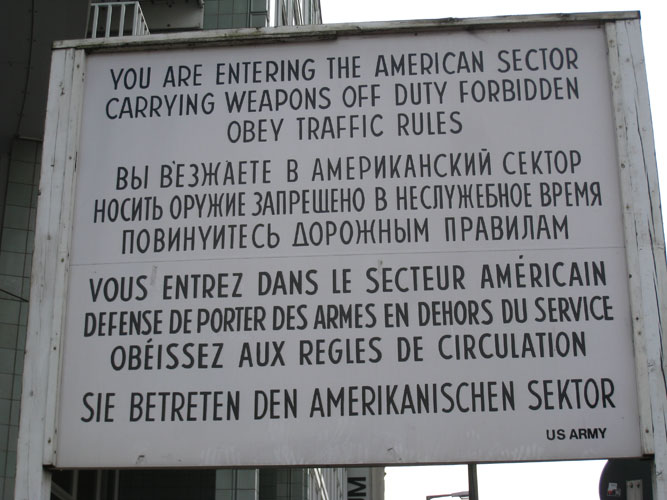 YOU ARE ENTERING THE AMERICAN SECTOR
CARRYING WEAPONS OFF DUTY FORBIDDEN
OBEY TRAFFIC RULES
ВЫ В'ЕЗЖАЕТЕ В АМЕРИКАНСКИЙ СЕКТОР
НОСИТЬ ОРУЖИЕ ЗАПРЕЩЕНО В НЕСЛУЖЕБНОЕ ВРЕМЯ
ПОВИНУИТЕСЬ ДОРОЖНЫМ ПРАВИЛАМ
VOUS ENTREZ DANS LE SECTEUR AMÉRICAIN
DEFENSE DE PORTER DES ARMES EN DEHORS DU SERVICE
OBÉISSEZ AUX REGLES DE CIRCULATION
SIE BETRETEN DEN AMERIKANISCHEN SEKTOR
US ARMY